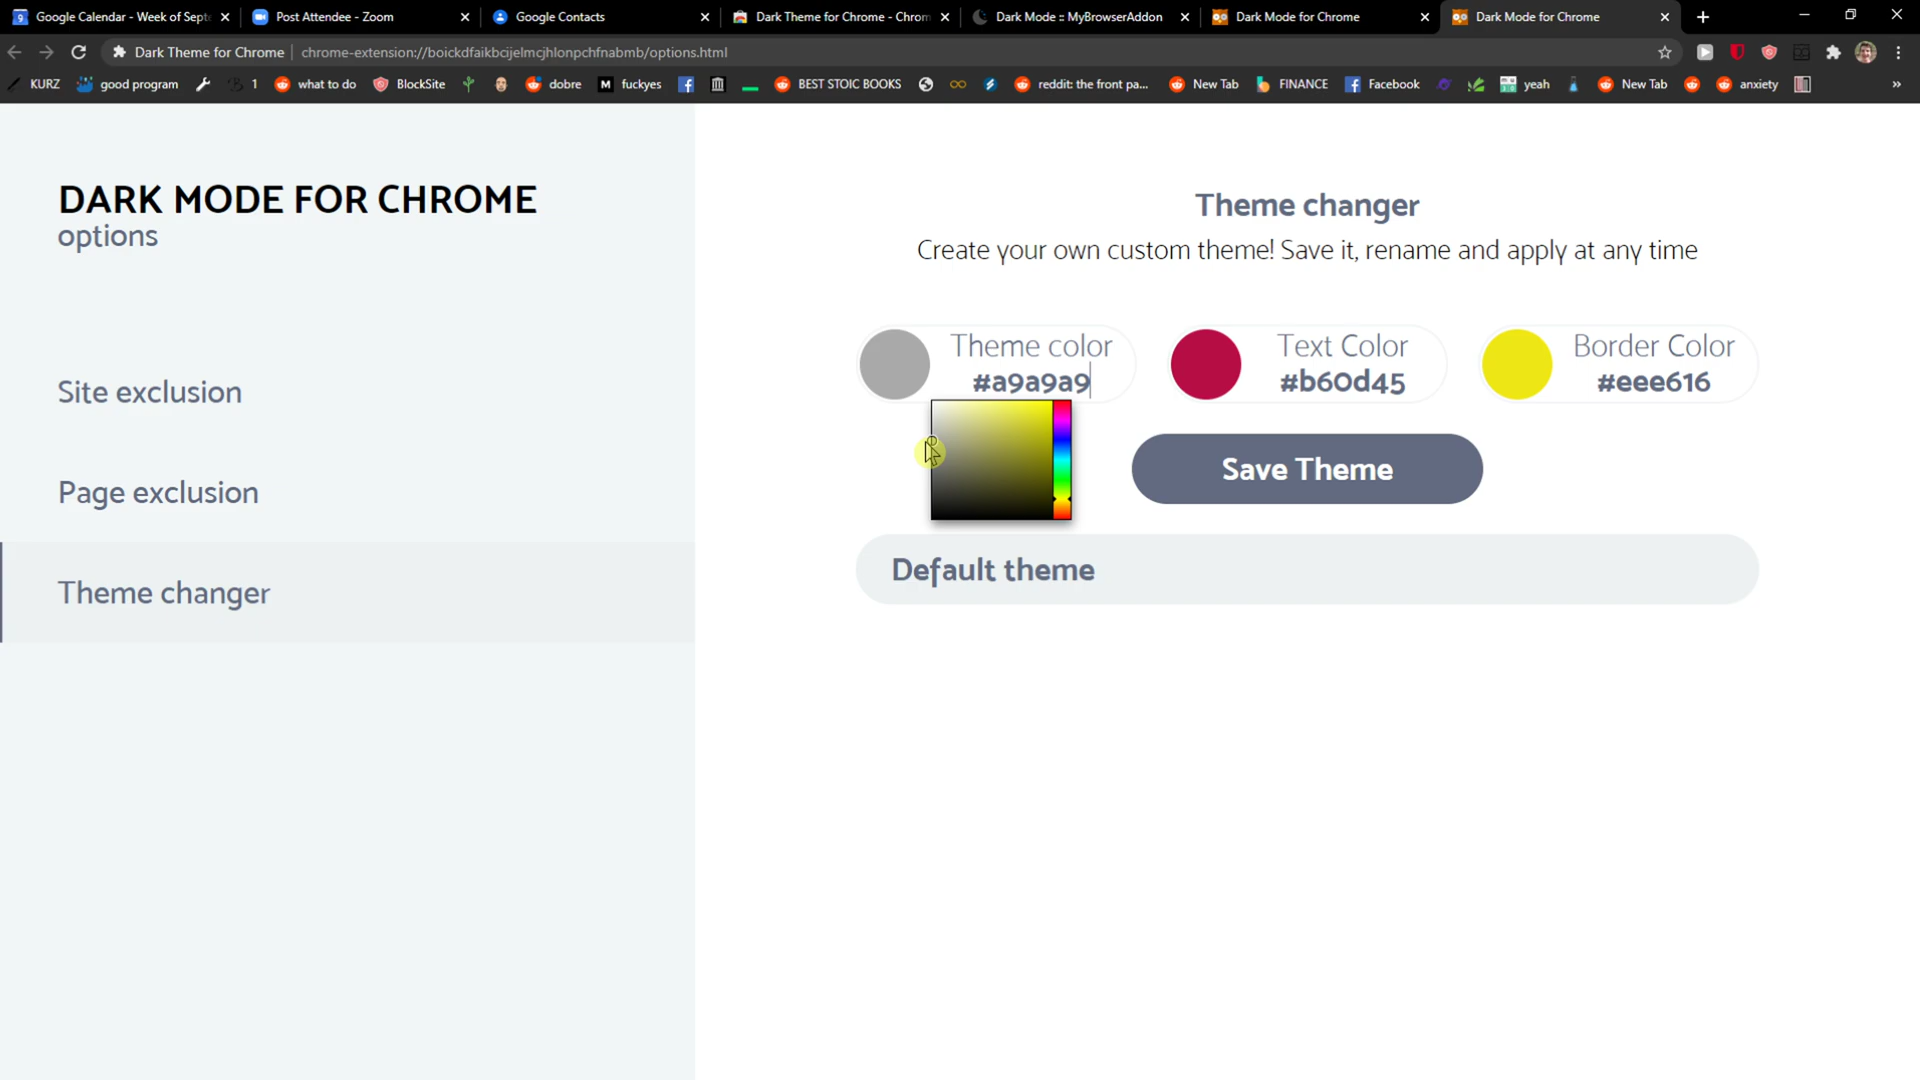 Google Calendar - Week of Septe
Post Attendee - Zoom
Google Contacts
Dark Theme for Chrome - Chrom
Dark Mode :: MyBrowserAddon
Dark Mode for Chrome
Dark Mode for Chrome
Dark Theme for Chrome
chrome-extension://boickdfaikbcijelmcjhlonpchfnabmb/options.html
KURZ
good program
1
what to do
BlockSite
dobre
fuckyes
BEST STOIC BOOKS
reddit: the front pa...
New Tab
FINANCE
Facebook
yeah
New Tab
anxiety
»
DARK MODE FOR CHROME
options
Site exclusion
Page exclusion
Theme changer
Theme changer
Create your own custom theme! Save it, rename and apply at any time
Theme color
#a9a9a9
Text Color
#b60d45
Border Color
#eee616
Save Theme
Default theme